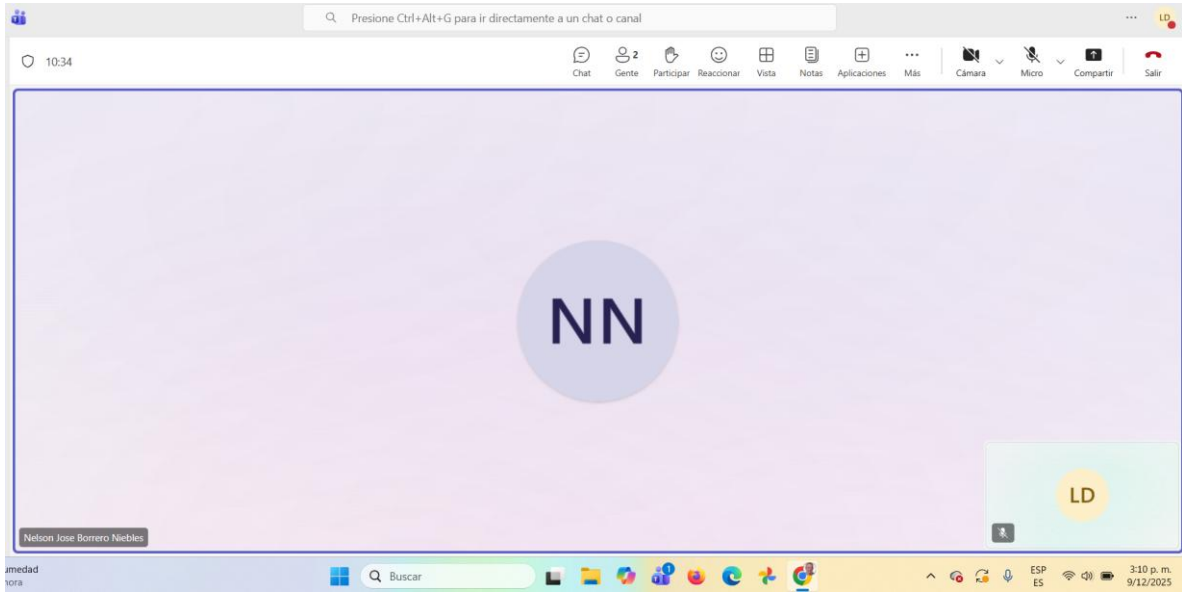 Presione Ctrl+Alt+G para ir directamente a un chat o canal
LD
10:34
2
Chat
Gente
Participar
Reaccionar
Vista
Notas
Aplicaciones
Más
Cámara
Micro
Compartir
Salir
NN
LD
Nelson Jose Borrero Niebles
umedad
hora
Buscar
1
ESP
ES
3:10 p. m.
9/12/2025